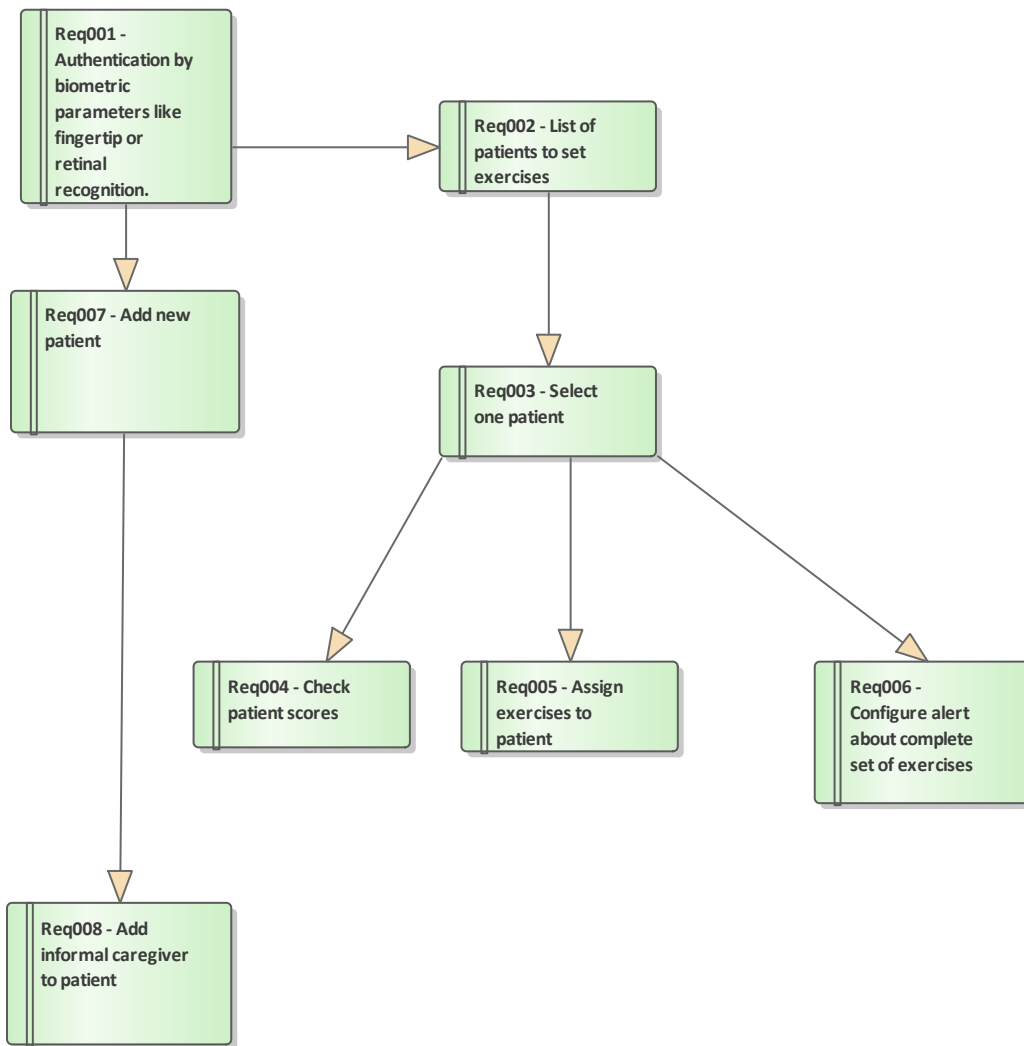 Req001 -
Authentication by
biometric
parameters like
fingertip or
retinal
recognition.
Req002 - List of
patients to set
exercises
Req007 - Add new
patient
Req003 - Select
one patient
Req004 - Check
patient scores
Req005 - Assign
exercises to
patient
Req006 -
Configure alert
about complete
set of exercises
Req008 - Add
informal caregiver
to patient